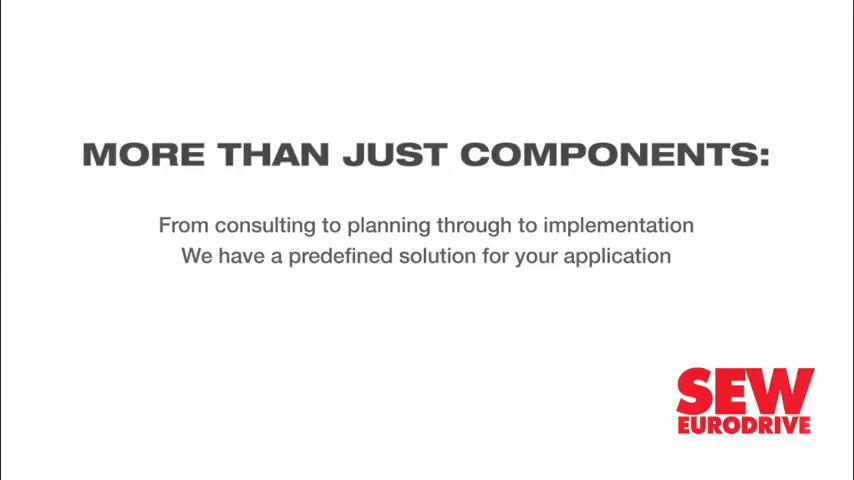 MORE THAN JUST COMPONENTS:
From consulting to planning through to implementation
We have a predefined solution for your application
SEW
EURODRIVE